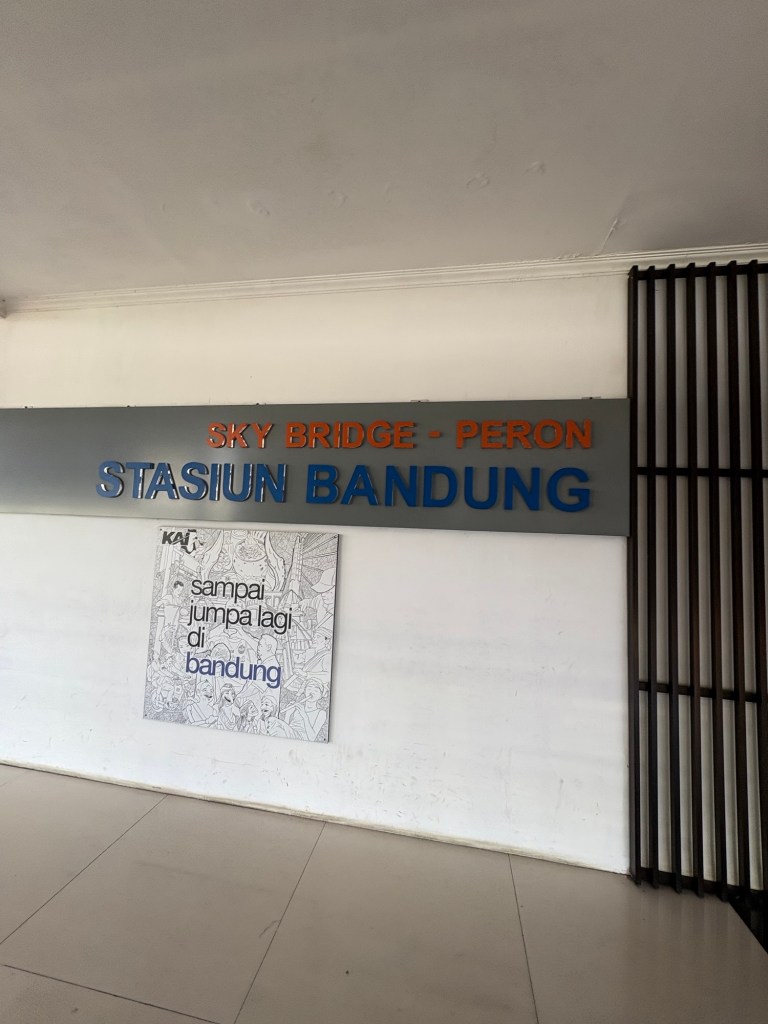 SKY BRIDGE - PERON
STASIUN BANDUNG
KAI
sampai
jumpa lagi
di
bandung